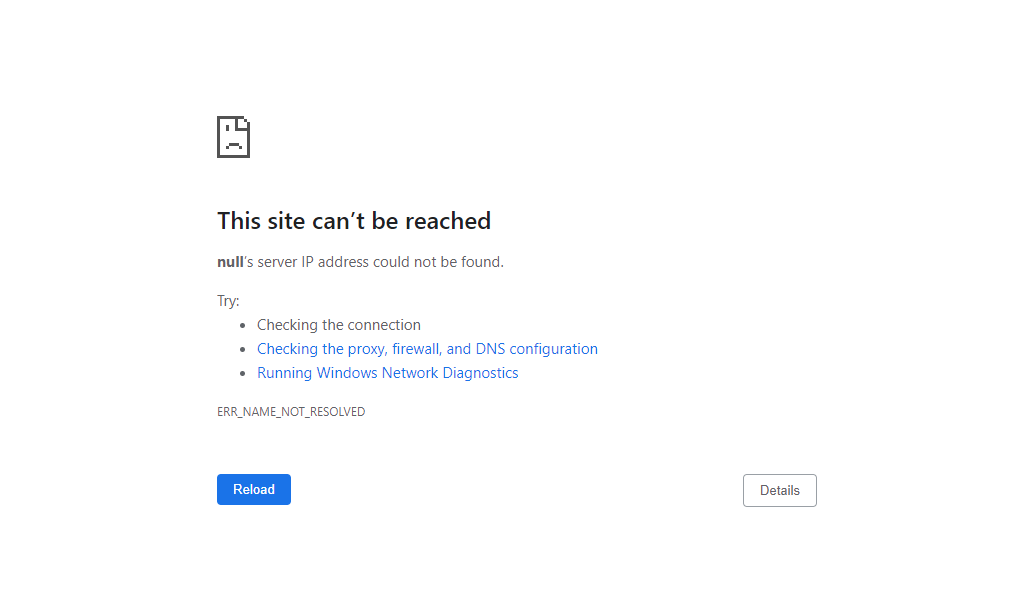 This site can’t be reached
null’s server IP address could not be found.
Try:
Checking the connection
Checking the proxy, firewall, and DNS configuration
Running Windows Network Diagnostics
ERR_NAME_NOT_RESOLVED
Reload
Details